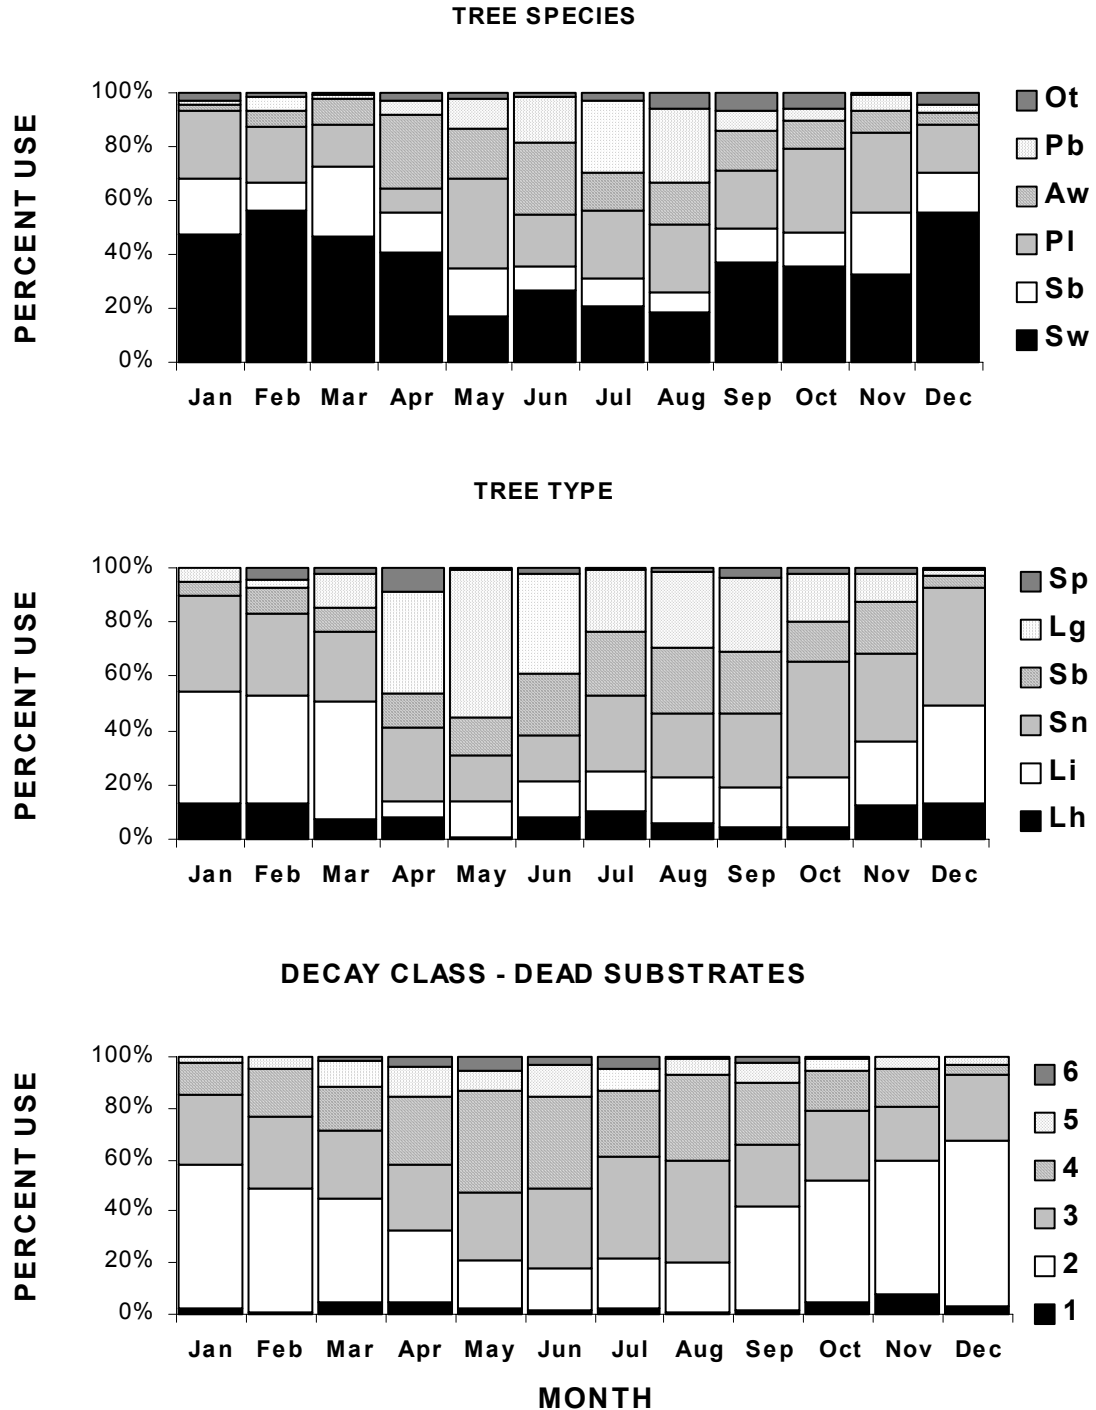 TREE SPECIES
PERCENT USE
100%
80%
60%
40%
20%
0%
Jan Feb Mar Apr May Jun Jul Aug Sep Oct Nov Dec
Ot
Pb
Aw
Pl
Sb
Sw
TREE TYPE
PERCENT USE
100%
80%
60%
40%
20%
0%
Jan Feb Mar Apr May Jun Jul Aug Sep Oct Nov Dec
Sp
Lg
Sb
Sn
Li
Lh
DECAY CLASS - DEAD SUBSTRATES
PERCENT USE
100%
80%
60%
40%
20%
0%
Jan Feb Mar Apr May Jun Jul Aug Sep Oct Nov Dec
6
5
4
3
2
1
MONTH